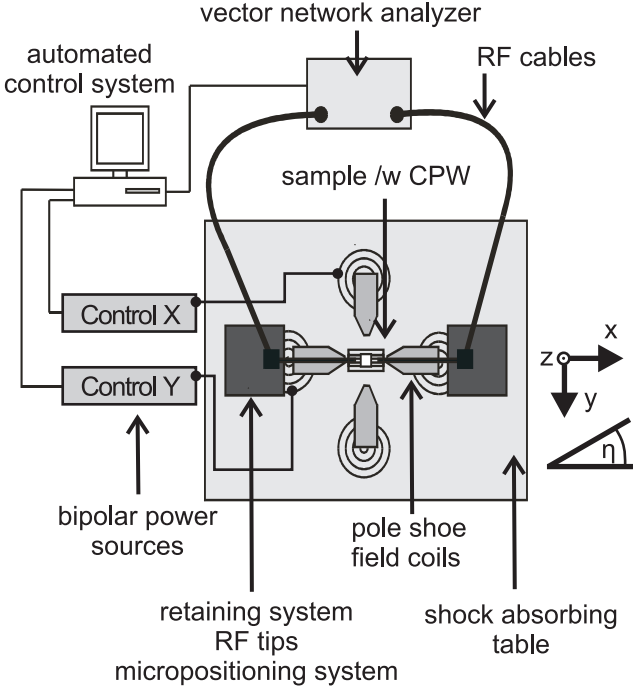 vector network analyzer
automated
control system
RF cables
sample /w CPW
Control X
Control Y
x
z
y
η
bipolar power
sources
pole shoe
field coils
retaining system
RF tips
micropositioning system
shock absorbing
table